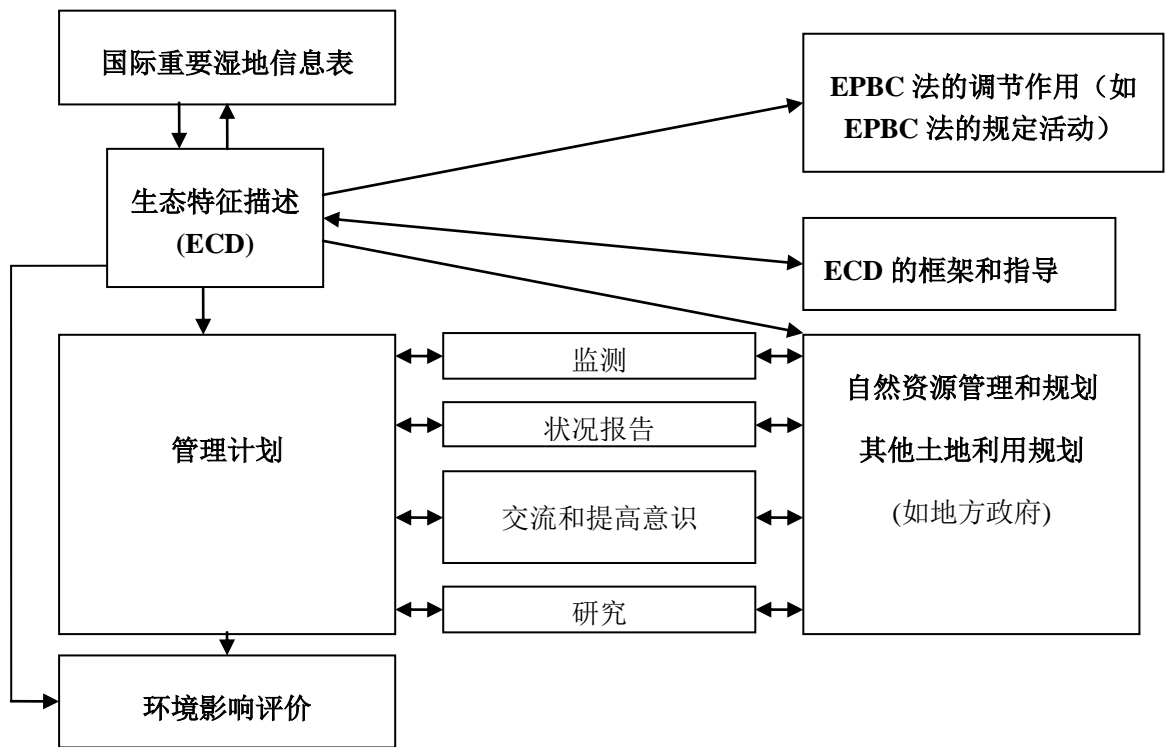 国际重要湿地信息表
EPBC 法的调节作用（如
EPBC 法的规定活动）
生态特征描述
(ECD)
ECD 的框架和指导
管理计划
监测
状况报告
交流和提高意识
研究
自然资源管理和规划
其他土地利用规划
(如地方政府)
环境影响评价